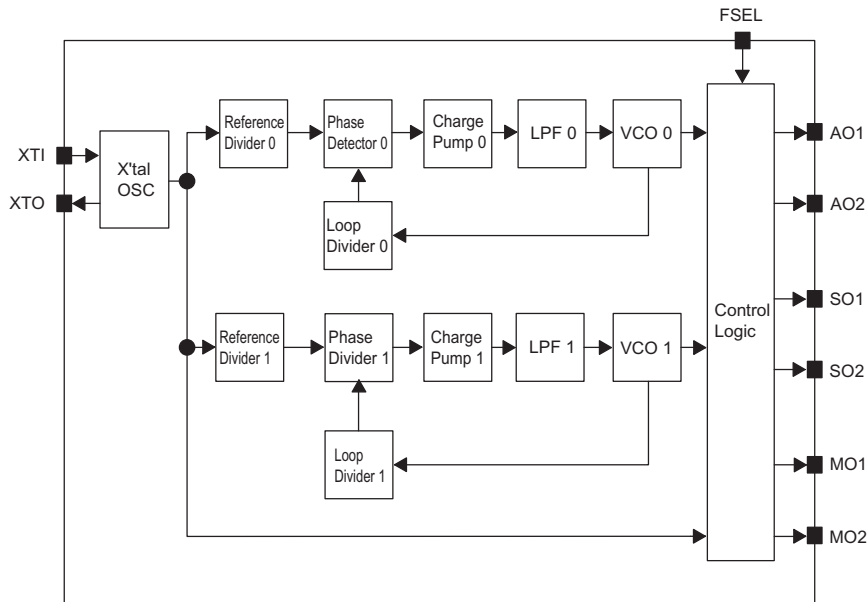 FSEL
Reference
Divider 0
Phase
Detector 0
Charge
Pump 0
LPF 0
VCO 0
AO1
XTI
X'tal
OSC
XTO
AO2
Loop
Divider 0
SO1
Control
Logic
Reference
Divider 1
Phase
Divider 1
Charge
Pump 1
LPF 1
VCO 1
SO2
Loop
Divider 1
MO1
MO2